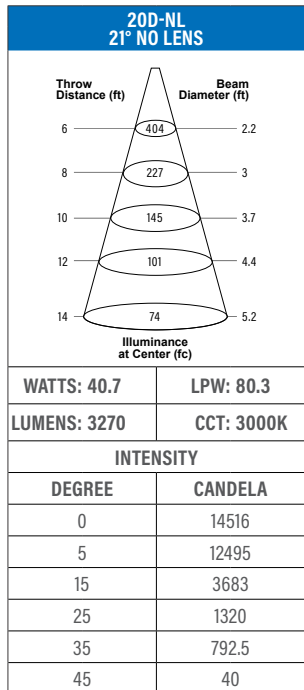 20D-NL
21° NO LENS
Throw Beam
Distance (ft) Diameter (ft)
6 404 2.2
8 227 3
10 145 3.7
12 101 4.4
14 74 5.2
Illuminance
at Center (fc)
WATTS: 40.7 LPW: 80.3
LUMENS: 3270 CCT: 3000K
INTENSITY
DEGREE CANDELA
0 14516
5 12495
15 3683
25 1320
35 792.5
45 40